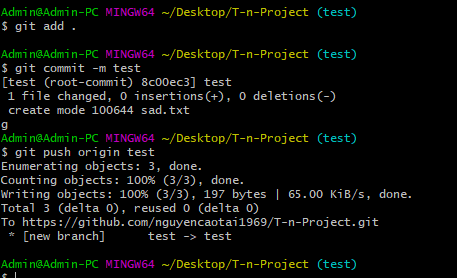 Admin@Admin-PC MINGW64 ~/Desktop/T-n-Project (test)
$ git add .
Admin@Admin-PC MINGW64 ~/Desktop/T-n-Project (test)
$ git commit -m test
[test (root-commit) 8c00ec3] test
 1 file changed, 0 insertions(+), 0 deletions(-)
 create mode 100644 sad.txt
g
Admin@Admin-PC MINGW64 ~/Desktop/T-n-Project (test)
$ git push origin test
Enumerating objects: 3, done.
Counting objects: 100% (3/3), done.
Writing objects: 100% (3/3), 197 bytes | 65.00 KiB/s, done.
Total 3 (delta 0), reused 0 (delta 0)
To https://github.com/nguyencaotai1969/T-n-Project.git
 * [new branch]      test -> test
Admin@Admin-PC MINGW64 ~/Desktop/T-n-Project (test)
$